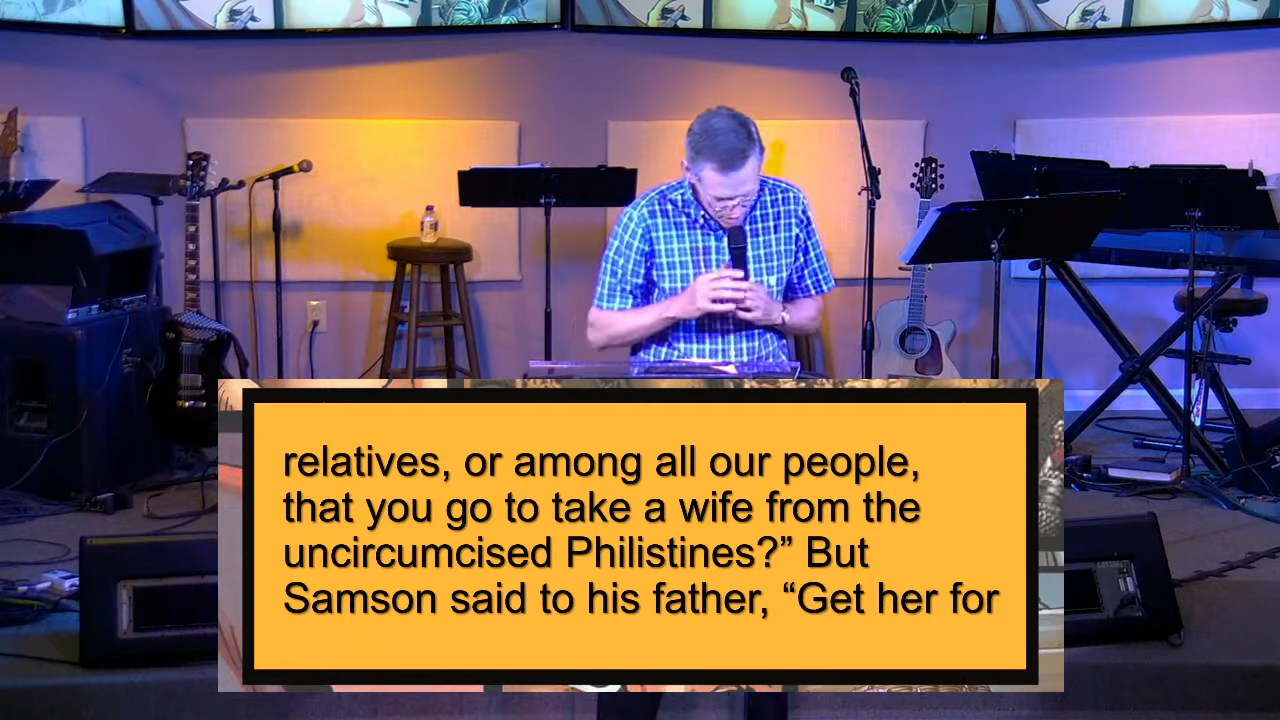 relatives, or among all our people,
that you go to take a wife from the
uncircumcised Philistines?” But
Samson said to his father, “Get her for